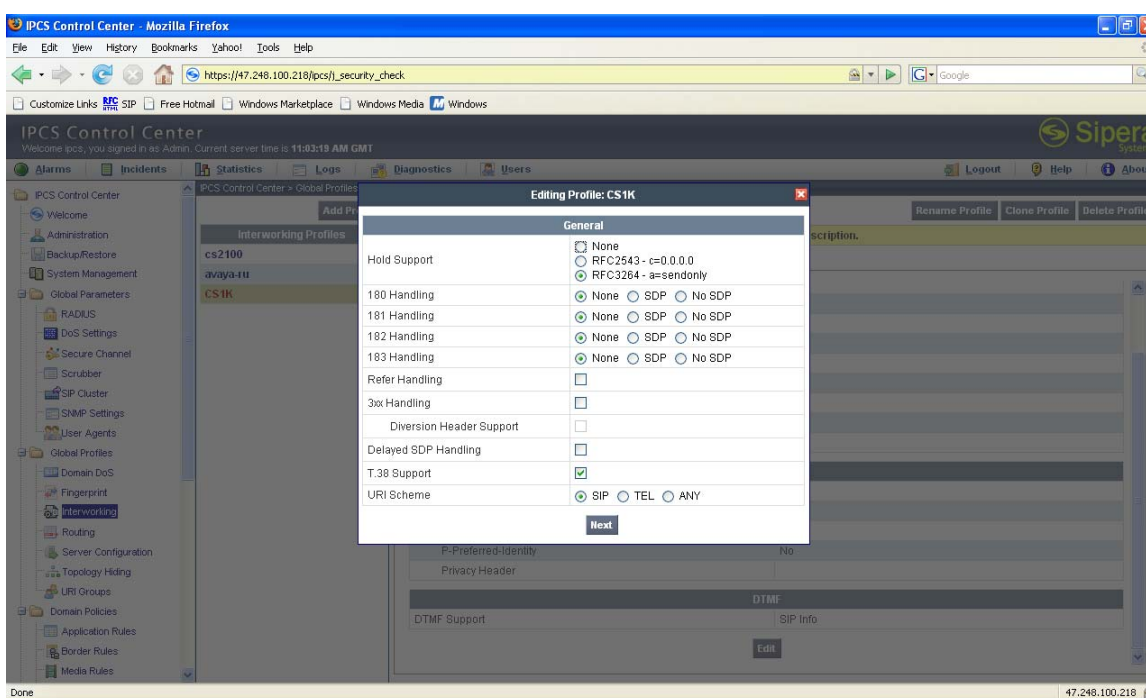 IPCS Control Center - Mozilla Firefox
File Edit View History Bookmarks Yahoo! Tools Help
https://47.248.100.218/ipcs/j_security_check
Google
Customize Links RFC HTML SIP Free Hotmail Windows Marketplace Windows Media Windows
IPCS Control Center
Sipera
Welcome ipcs, you signed in as Admin. Current server time is 11:03:19 AM GMT
System
Alarms Incidents Statistics Logs Diagnostics Users Logout Help Abou
IPCS Control Center
Welcome
Administration
Backup/Restore
System Management
Global Parameters
RADIUS
DoS Settings
Secure Channel
Scrubber
SIP Cluster
SNMP Settings
User Agents
Global Profiles
Domain DoS
Fingerprint
Interworking
Routing
Server Configuration
Topology Hiding
URI Groups
Domain Policies
Application Rules
Border Rules
Media Rules
IPCS Control Center > Global Profiles
Add Pr
Rename Profile Clone Profile Delete Profile
Interworking Profiles
cs2100
avaya-ru
CS1K
scription.
Editing Profile: CS1K
General
Hold Support
None
RFC2543 - c=0.0.0.0
RFC3264 - a=sendonly
180 Handling None SDP No SDP
181 Handling None SDP No SDP
182 Handling None SDP No SDP
183 Handling None SDP No SDP
Refer Handling
3xx Handling
Diversion Header Support
Delayed SDP Handling
T.38 Support
URI Scheme SIP TEL ANY
Next
P-Preferred-Identity No
Privacy Header
DTMF
DTMF Support SIP Info
Edit
Done 47.248.100.218